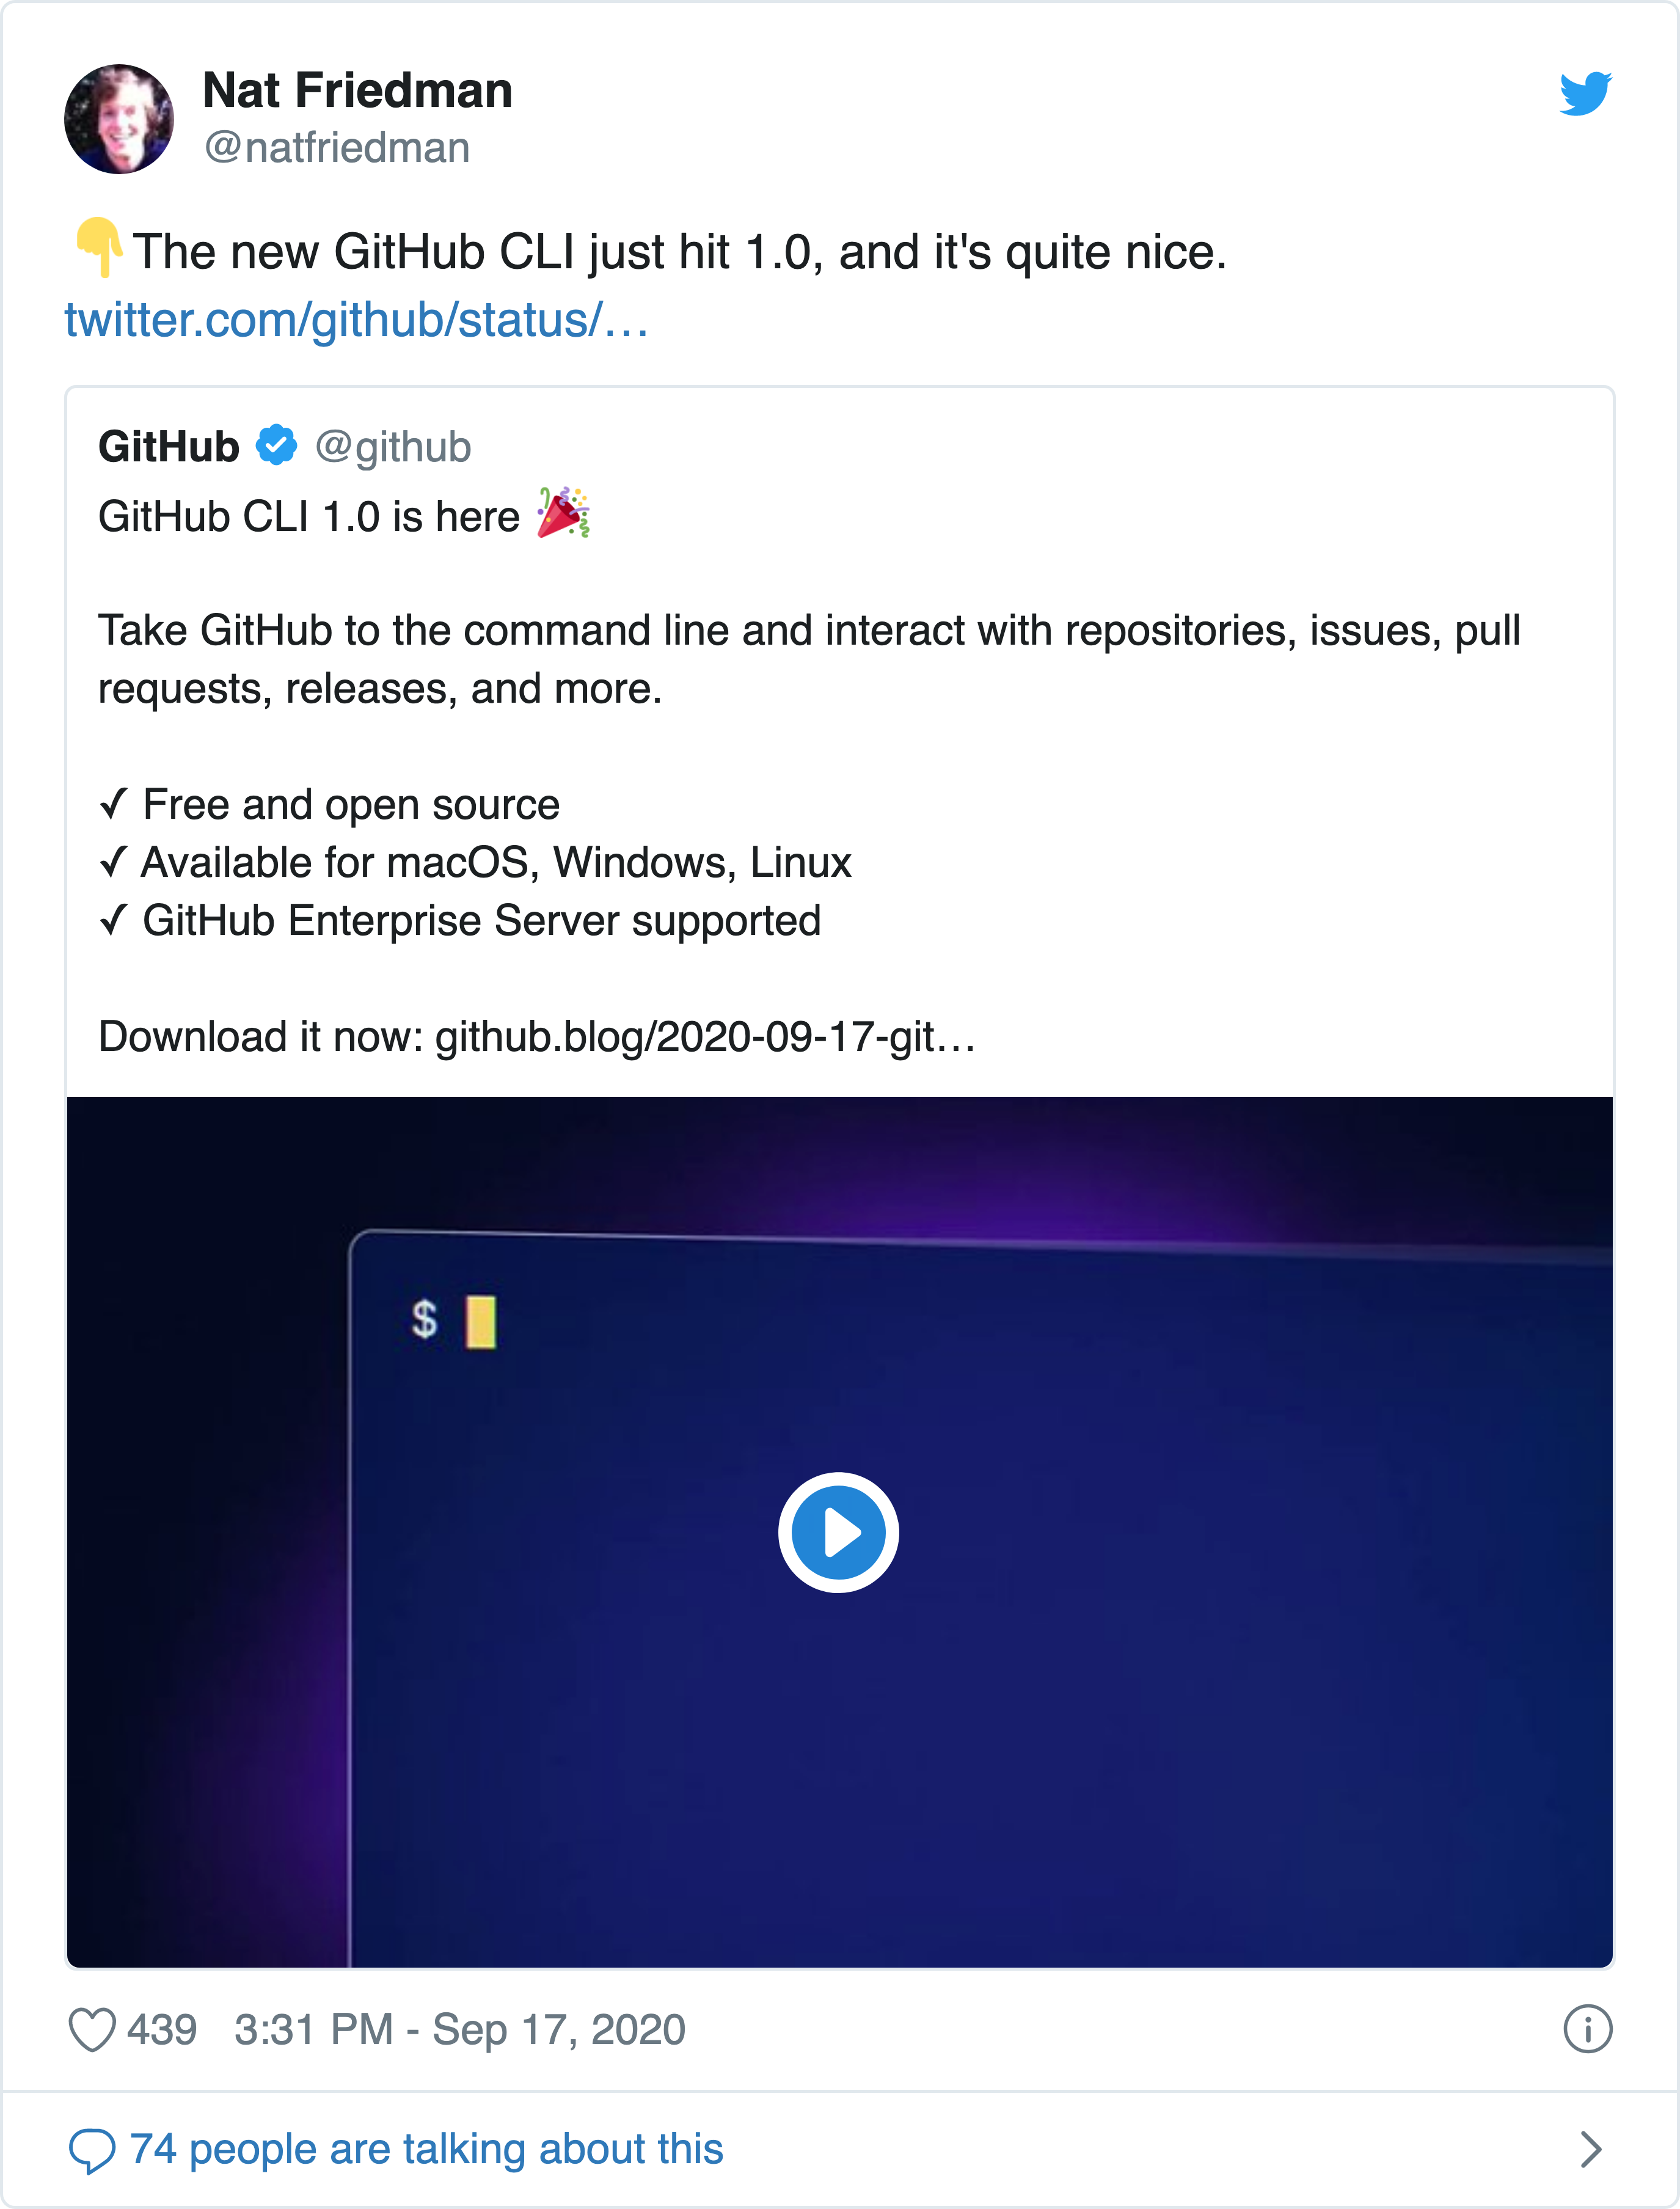 Nat Friedman
@natfriedman
👇The new GitHub CLI just hit 1.0, and it's quite nice.
twitter.com/github/status/…
GitHub @github
GitHub CLI 1.0 is here 🎉
Take GitHub to the command line and interact with repositories, issues, pull
requests, releases, and more.
✓ Free and open source
✓ Available for macOS, Windows, Linux
✓ GitHub Enterprise Server supported
Download it now: github.blog/2020-09-17-git…
$
439 3:31 PM - Sep 17, 2020
74 people are talking about this